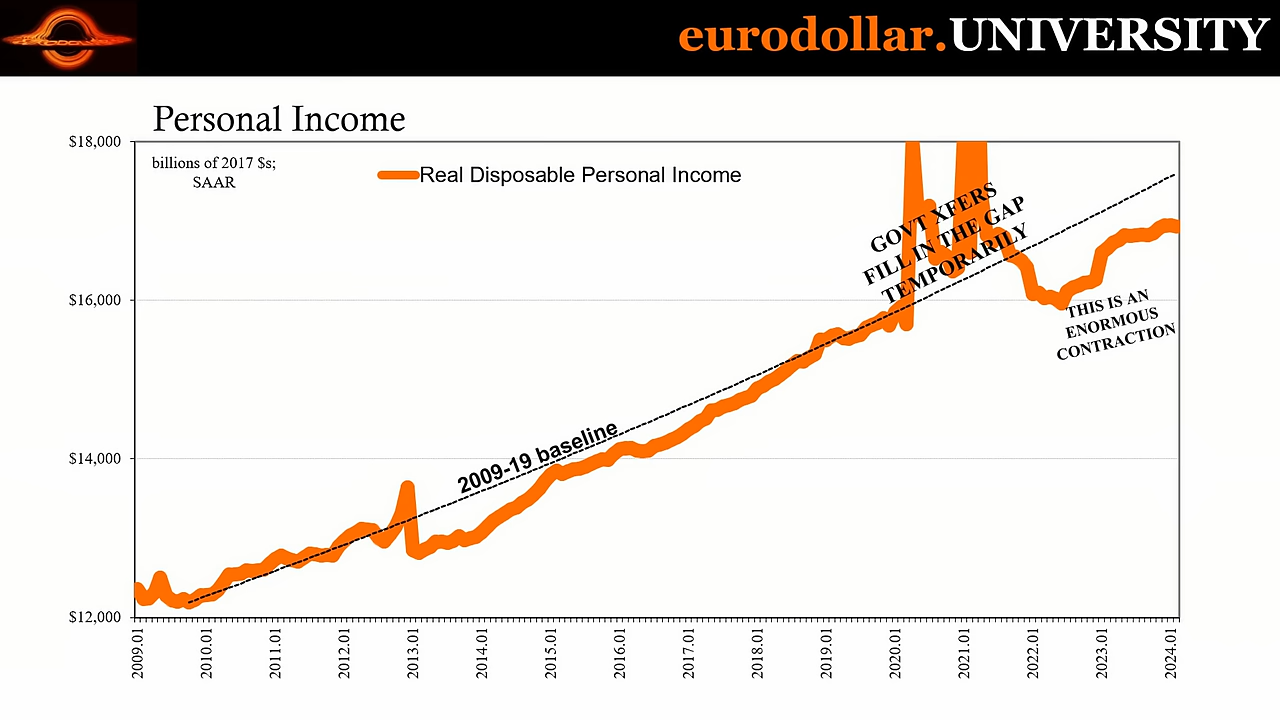 eurodollar.UNIVERSITY
Personal Income
$18,000
billions of 2017 $s;
SAAR
Real Disposable Personal Income
GOVT XFERS
FILL IN THE GAP
TEMPORARILY
$16,000
THIS IS AN
ENORMOUS
CONTRACTION
2009-19 baseline
$14,000
$12,000
2009.01
2010.01
2011.01
2012.01
2013.01
2014.01
2015.01
2016.01
2017.01
2018.01
2019.01
2020.01
2021.01
2022.01
2023.01
2024.01